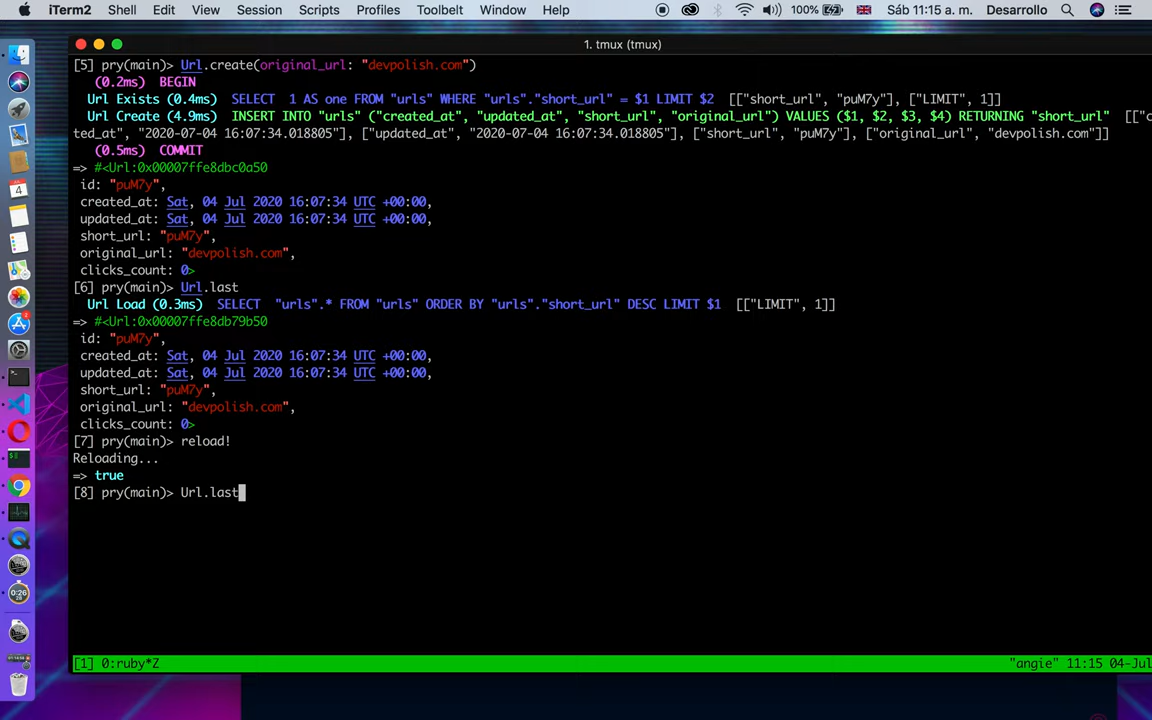 iTerm2 Shell Edit View Session Scripts Profiles Toolbelt Window Help 100% Sáb 11:15 a. m. Desarrollo
1. tmux (tmux)
[5] pry(main)> Url.create(original_url: "devpolish.com")
(0.2ms) BEGIN
Url Exists (0.4ms) SELECT 1 AS one FROM "urls" WHERE "urls"."short_url" = $1 LIMIT $2 [["short_url", "puM7y"], ["LIMIT", 1]]
Url Create (4.9ms) INSERT INTO "urls" ("created_at", "updated_at", "short_url", "original_url") VALUES ($1, $2, $3, $4) RETURNING "short_url" [["c
ted_at", "2020-07-04 16:07:34.018805"], ["updated_at", "2020-07-04 16:07:34.018805"], ["short_url", "puM7y"], ["original_url", "devpolish.com"]]
(0.5ms) COMMIT
=> #<Url:0x00007ffe8dbc0a50
id: "puM7y",
created_at: Sat, 04 Jul 2020 16:07:34 UTC +00:00,
updated_at: Sat, 04 Jul 2020 16:07:34 UTC +00:00,
short_url: "puM7y",
original_url: "devpolish.com",
clicks_count: 0>
[6] pry(main)> Url.last
Url Load (0.3ms) SELECT "urls".* FROM "urls" ORDER BY "urls"."short_url" DESC LIMIT $1 [["LIMIT", 1]]
=> #<Url:0x00007ffe8db79b50
id: "puM7y",
created_at: Sat, 04 Jul 2020 16:07:34 UTC +00:00,
updated_at: Sat, 04 Jul 2020 16:07:34 UTC +00:00,
short_url: "puM7y",
original_url: "devpolish.com",
clicks_count: 0>
[7] pry(main)> reload!
Reloading...
=> true
[8] pry(main)> Url.last
4
0:26
[1] 0:ruby*Z "angie" 11:15 04-Jul